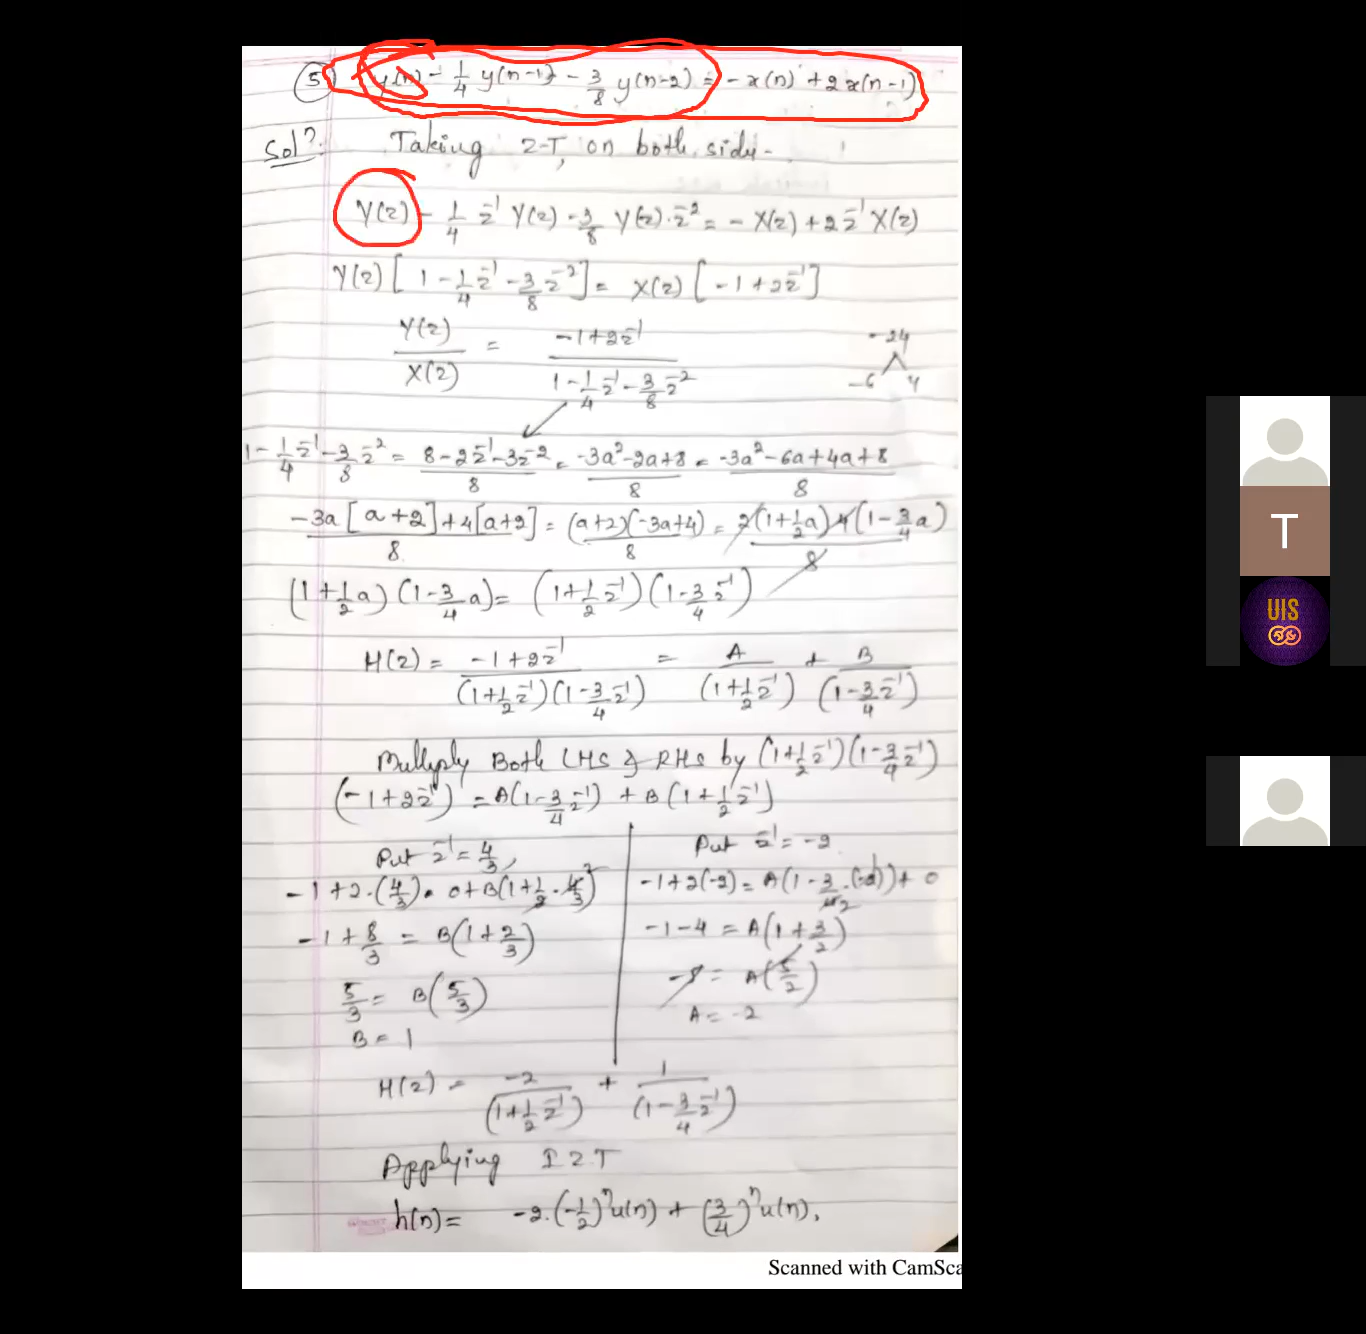 ⑤ y(n) - 1/4 y(n-1) - 3/8 y(n-2) = -x(n) + 2x(n-1)
Solⁿ: Taking Z-T, on both side -
Y(z) - 1/4 z⁻¹ Y(z) - 3/8 Y(z).z⁻² = -X(z) + 2z⁻¹ X(z)
Y(z) [1 - 1/4 z⁻¹ - 3/8 z⁻²] = X(z) [-1 + 2z⁻¹]
Y(z)/X(z) = (-1+2z⁻¹)/(1 - 1/4 z⁻¹ - 3/8 z⁻²)
-24
-6 4
1 - 1/4 z⁻¹ - 3/8 z⁻² = (8-2z⁻¹-3z⁻²)/8 = (-3a²-2a+8)/8 = (-3a²-6a+4a+8)/8
(-3a[a+2]+4[a+2])/8 = (a+2)(-3a+4)/8 = 2(1+1/2 a) 4(1-3/4 a)/8
(1+1/2 a)(1-3/4 a) = (1+1/2 z⁻¹)(1-3/4 z⁻¹)
H(z) = (-1+2z⁻¹)/((1+1/2 z⁻¹)(1-3/4 z⁻¹)) = A/(1+1/2 z⁻¹) + B/(1-3/4 z⁻¹)
Multiply Both LHS & RHS by (1+1/2 z⁻¹)(1-3/4 z⁻¹)
(-1+2z⁻¹) = A(1-3/4 z⁻¹) + B(1+1/2 z⁻¹)
Put z⁻¹ = 4/3,
-1+2.(4/3) = 0+B(1+1/2 . 4/3)
-1+8/3 = B(1+2/3)
5/3 = B(5/3)
B = 1
Put z⁻¹ = -2
-1+2(-2) = A(1-3/4.(-2)) + 0
-1-4 = A(1+3/2)
-5 = A(5/2)
A = -2
H(z) = -2/(1+1/2 z⁻¹) + 1/(1-3/4 z⁻¹)
Applying IZT
h(n) = -2.(-1/2)ⁿu(n) + (3/4)ⁿu(n).
Scanned with CamSca
T
UIS